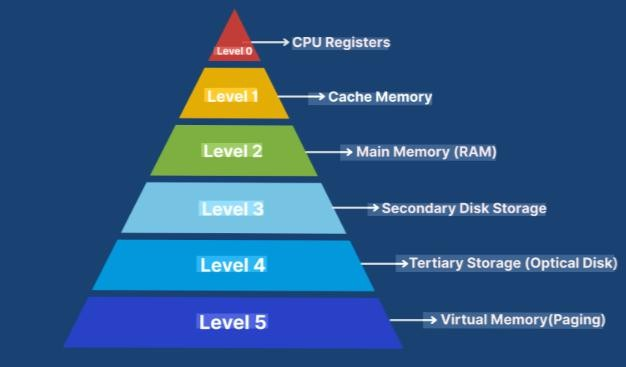 Level 0
CPU Registers
Level 1
Cache Memory
Level 2
Main Memory (RAM)
Level 3
Secondary Disk Storage
Level 4
Tertiary Storage (Optical Disk)
Level 5
Virtual Memory(Paging)